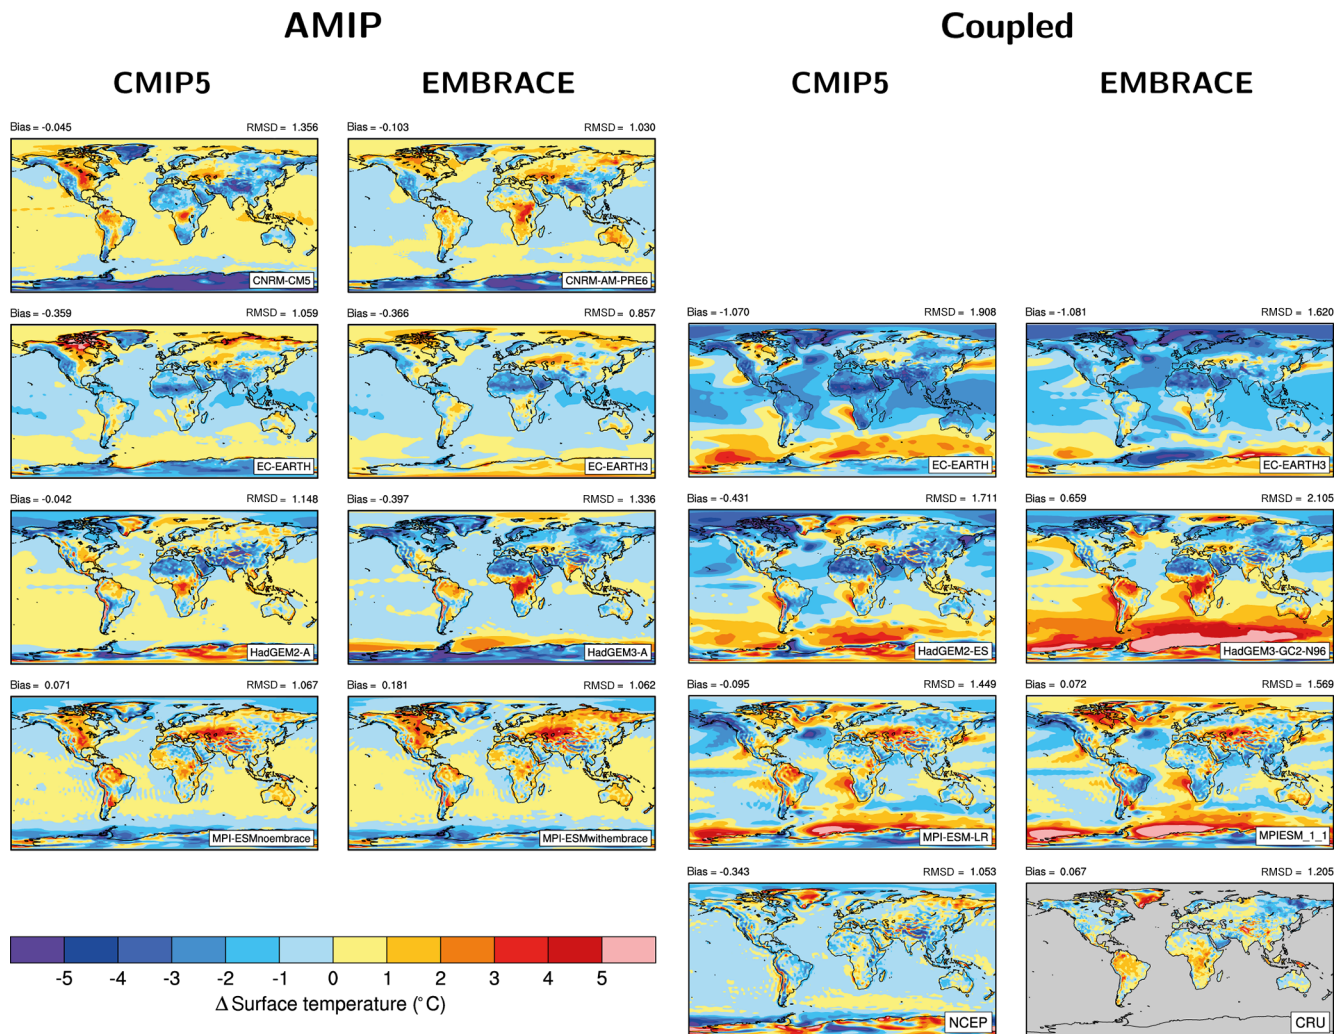 AMIP Coupled
CMIP5 EMBRACE CMIP5 EMBRACE
Bias = -0.045 RMSD = 1.356 Bias = -0.103 RMSD = 1.030
CNRM-CM5 CNRM-AM-PRE6
Bias = -0.359 RMSD = 1.059 Bias = -0.366 RMSD = 0.857 Bias = -1.070 RMSD = 1.908 Bias = -1.081 RMSD = 1.620
EC-EARTH EC-EARTH3 EC-EARTH EC-EARTH3
Bias = -0.042 RMSD = 1.148 Bias = -0.397 RMSD = 1.336 Bias = -0.431 RMSD = 1.711 Bias = 0.659 RMSD = 2.105
HadGEM2-A HadGEM3-A HadGEM2-ES HadGEM3-GC2-N96
Bias = 0.071 RMSD = 1.067 Bias = 0.181 RMSD = 1.062 Bias = -0.095 RMSD = 1.449 Bias = 0.072 RMSD = 1.569
MPI-ESMnoembrace MPI-ESMwithembrace MPI-ESM-LR MPIESM_1_1
Bias = -0.343 RMSD = 1.053 Bias = 0.067 RMSD = 1.205
NCEP CRU
-5 -4 -3 -2 -1 0 1 2 3 4 5
Δ Surface temperature (°C)